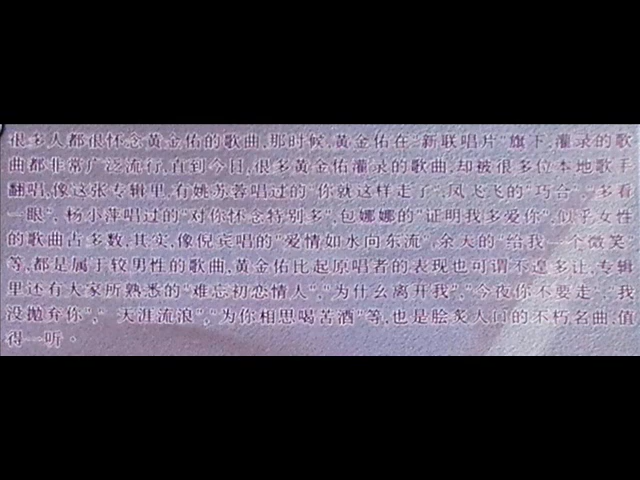 很多人都很怀念黄金佑的歌曲,那时候,黄金佑在"新联唱片"旗下,灌录的歌
曲都非常广泛流行,直到今日,很多黄金佑灌录的歌曲,却被很多位本地歌手
翻唱,像这张专辑里,有姚苏蓉唱过的"你就这样走了",凤飞飞的"巧合","多看
一眼", 杨小萍唱过的"对你怀念特别多",包娜娜的"证明我多爱你",似乎女性
的歌曲占多数,其实,像倪宾唱的"爱情如水向东流",余天的"给我一个微笑"
等,都是属于较男性的歌曲,黄金佑比起原唱者的表现也可谓不遑多让,专辑
里还有大家所熟悉的"难忘初恋情人","为什么离开我","今夜你不要走","我
没抛弃你"," 天涯流浪","为你相思喝苦酒"等,也是脍炙人口的不朽名曲,值
得一听.